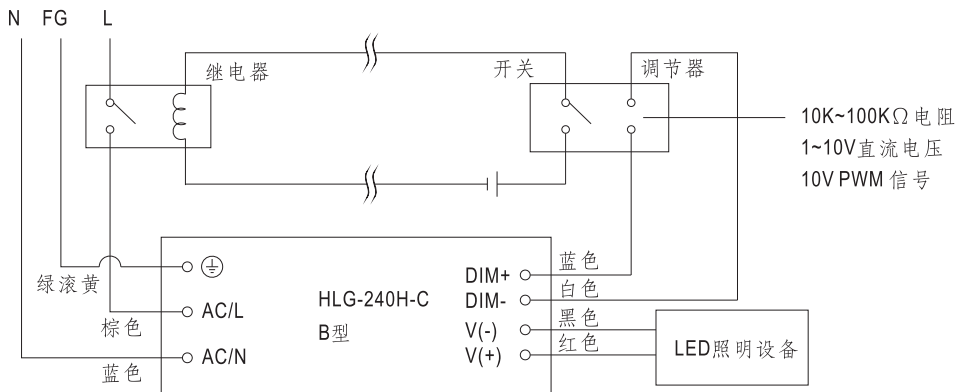 N FG L
继电器
开关
调节器
10K~100KΩ电阻
1~10V直流电压
10V PWM 信号
绿滚黄
棕色
蓝色
AC/L
AC/N
HLG-240H-C
B型
DIM+
DIM-
V(-)
V(+)
蓝色
白色
黑色
红色
LED照明设备